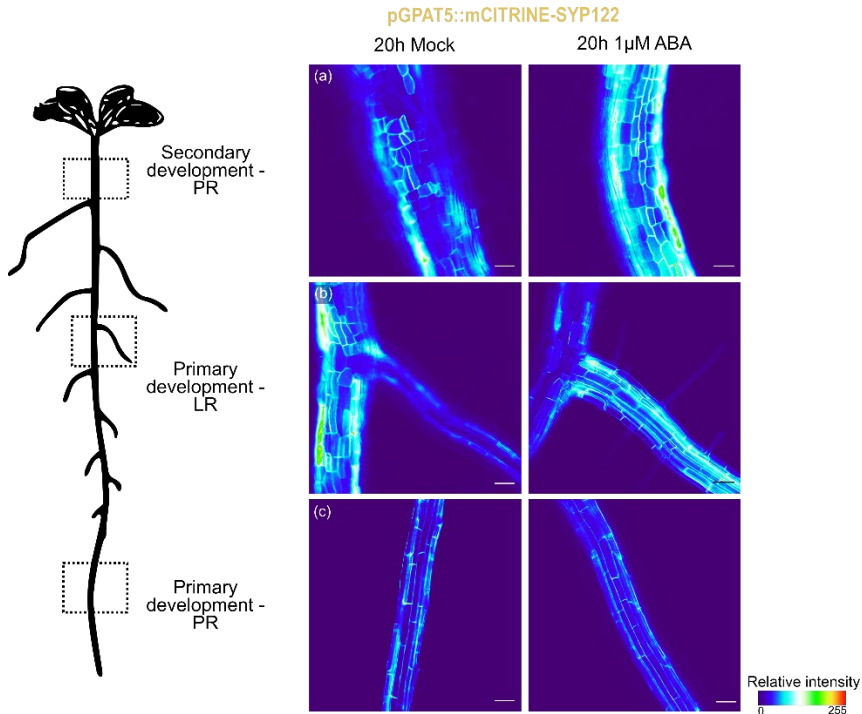 pGPAT5::mCITRINE-SYP122
20h Mock
20h 1µM ABA
(a)
Secondary
development -
PR
(b)
Primary
development -
LR
(c)
Primary
development -
PR
Relative intensity
0
255